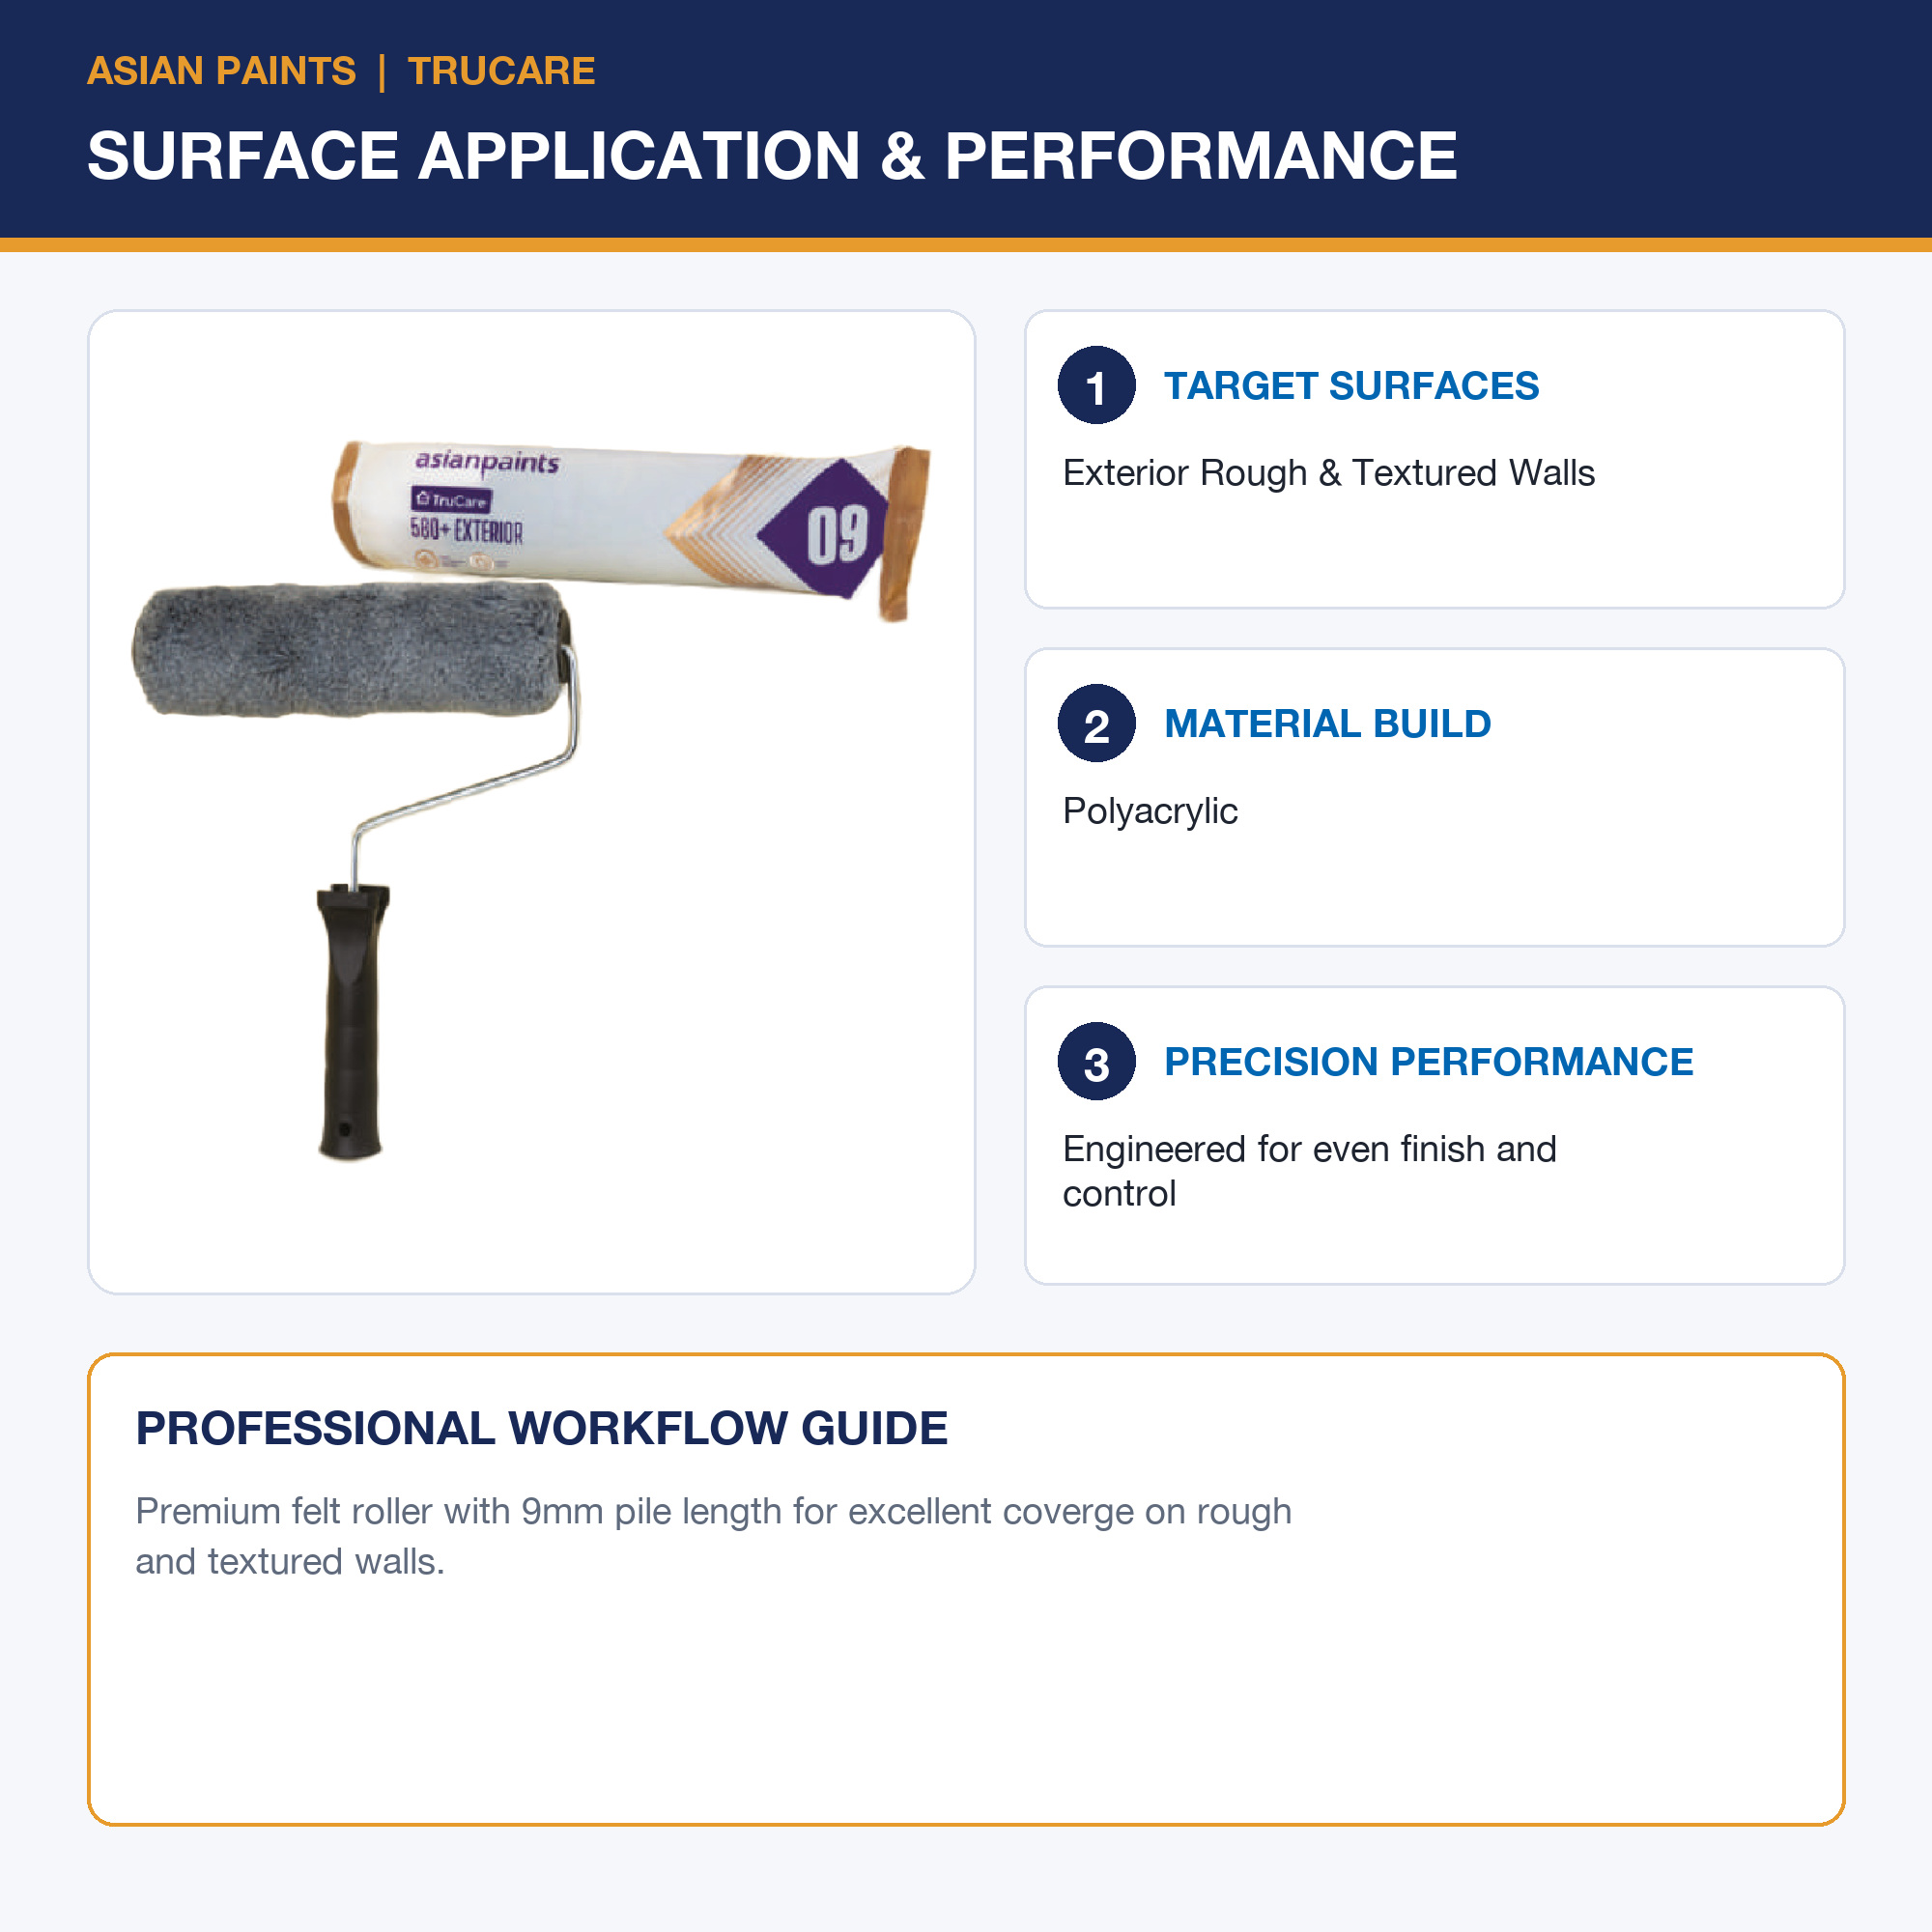 ASIAN PAINTS | TRUCARE
SURFACE APPLICATION & PERFORMANCE
asianpaints
TruCare
580+ EXTERIOR
09
1 TARGET SURFACES
Exterior Rough & Textured Walls
2 MATERIAL BUILD
Polyacrylic
3 PRECISION PERFORMANCE
Engineered for even finish and
control
PROFESSIONAL WORKFLOW GUIDE
Premium felt roller with 9mm pile length for excellent coverge on rough
and textured walls.